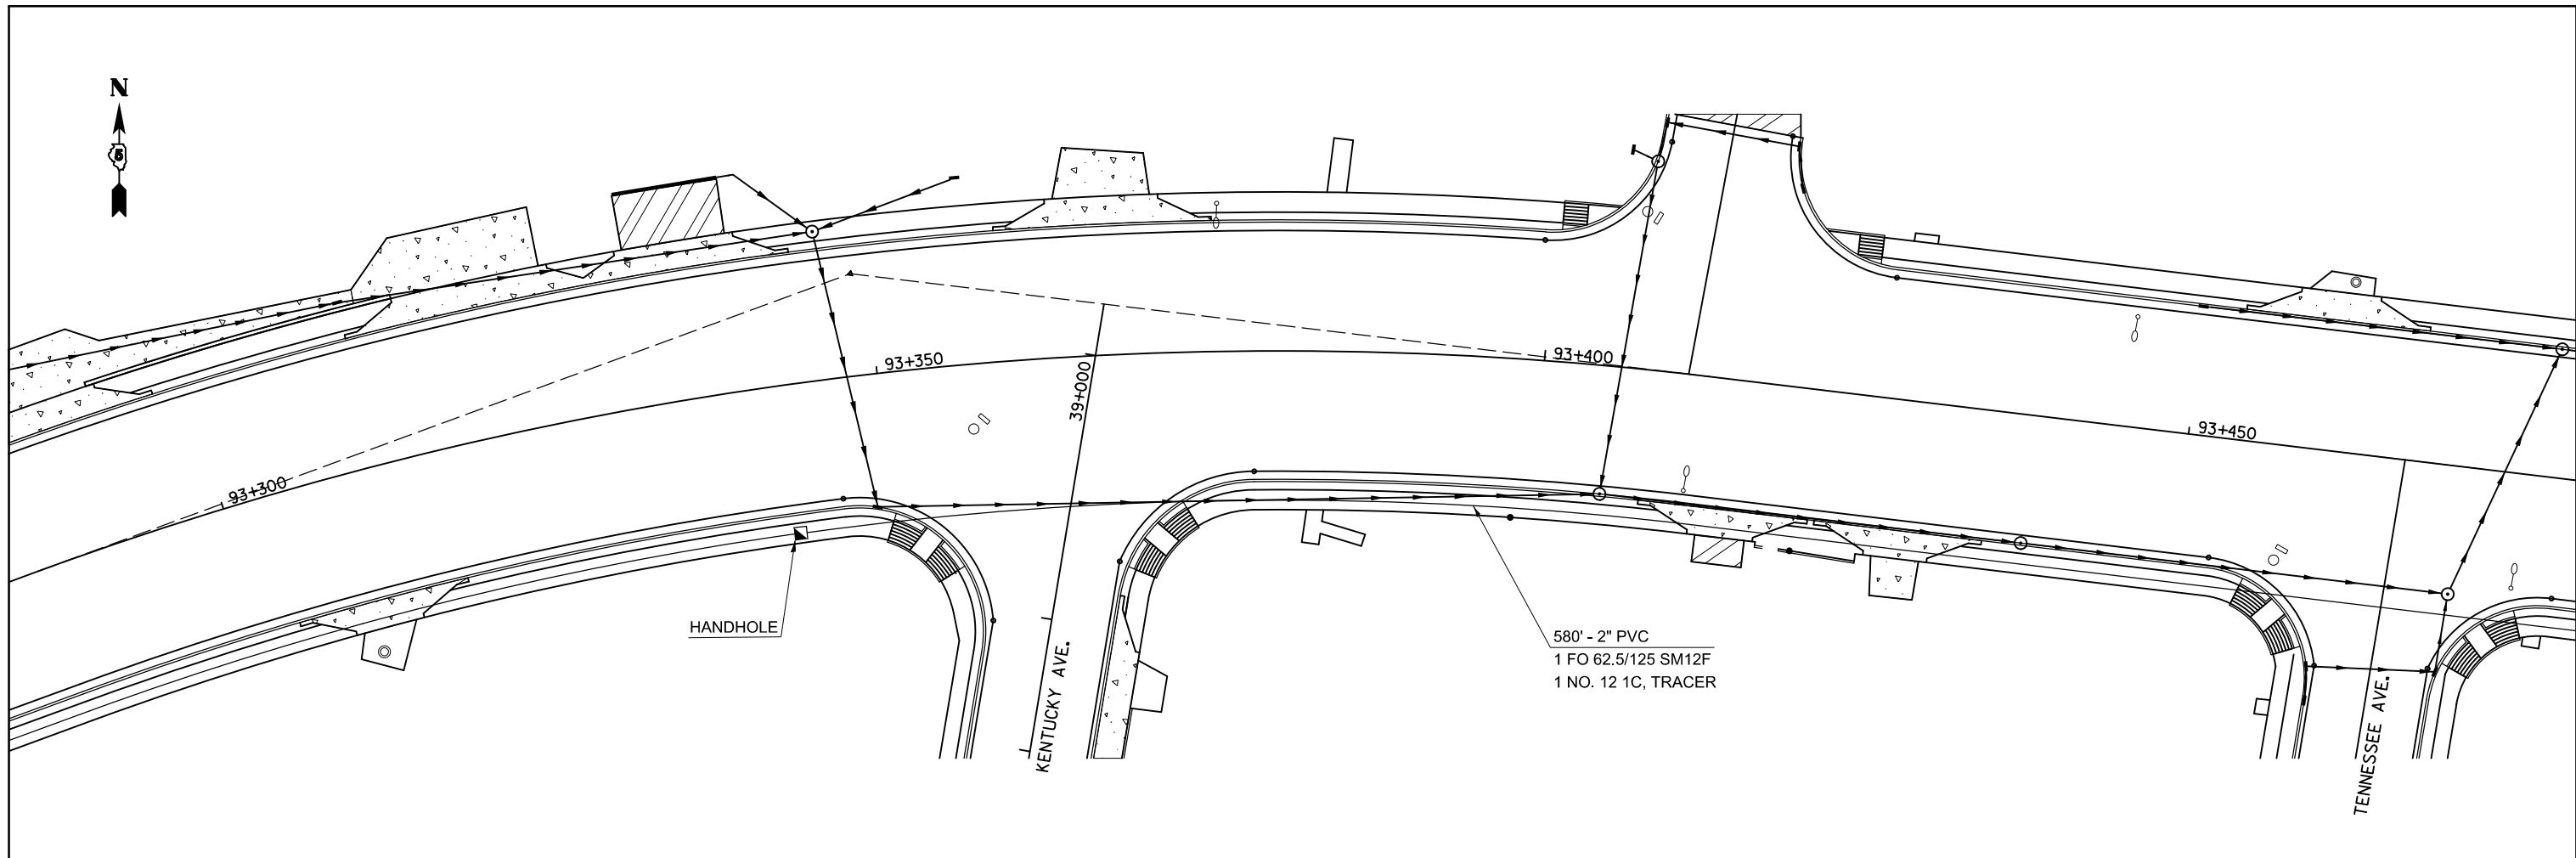 N
5
93+300
93+350
39+000
93+400
93+450
HANDHOLE
580' - 2" PVC
1 FO 62.5/125 SM12F
1 NO. 12 1C, TRACER
KENTUCKY AVE.
TENNESSEE AVE.